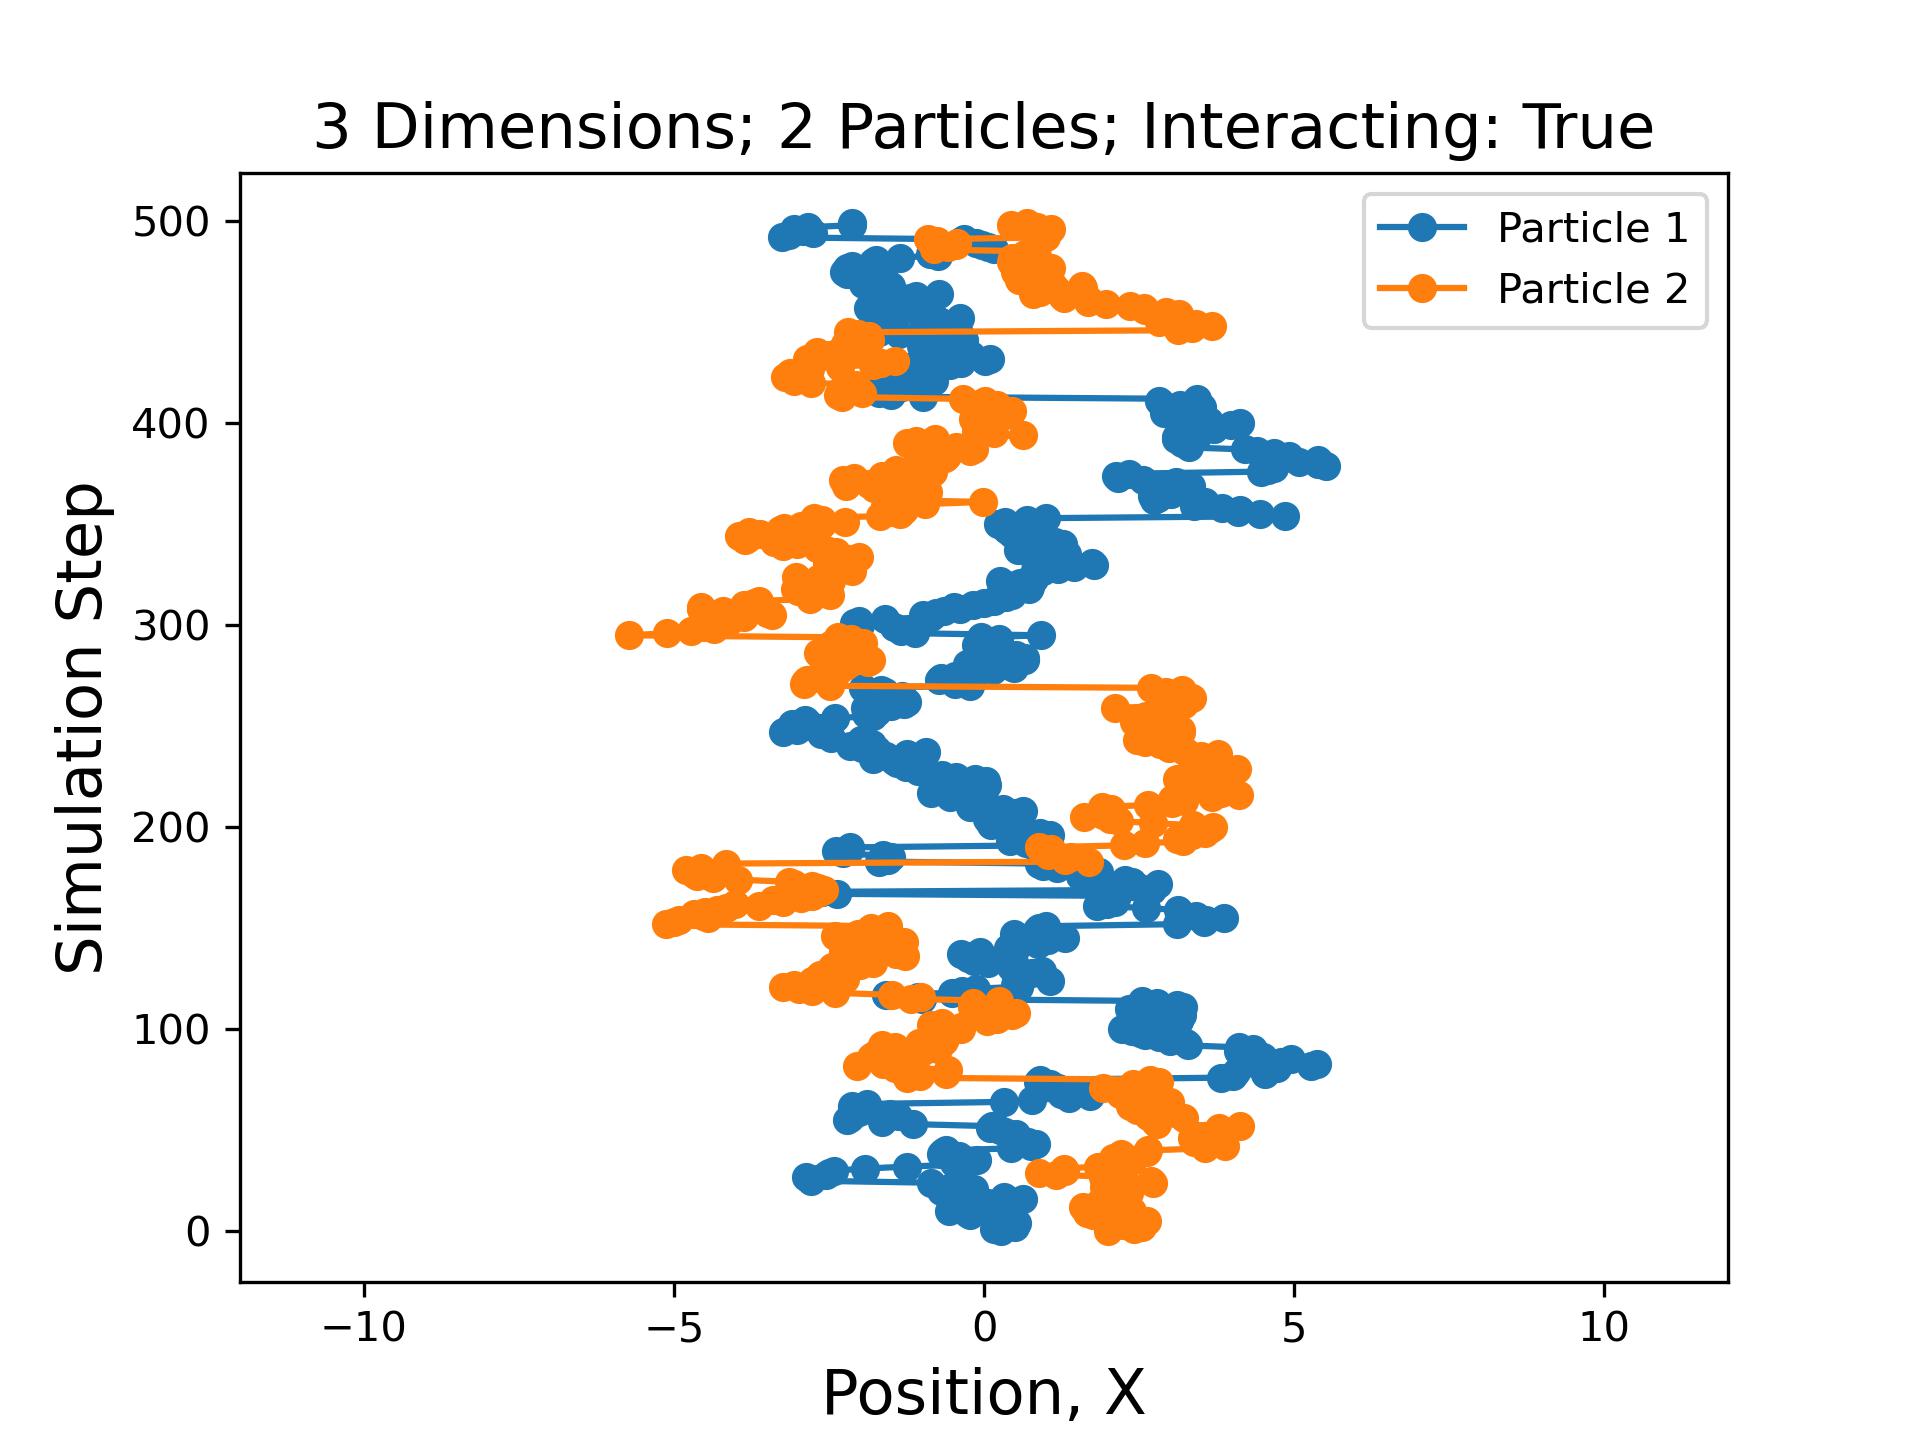 3 Dimensions; 2 Particles; Interacting: True
Particle 1
Particle 2
500
400
300
200
100
0
Simulation Step
−10 −5 0 5 10
Position, X